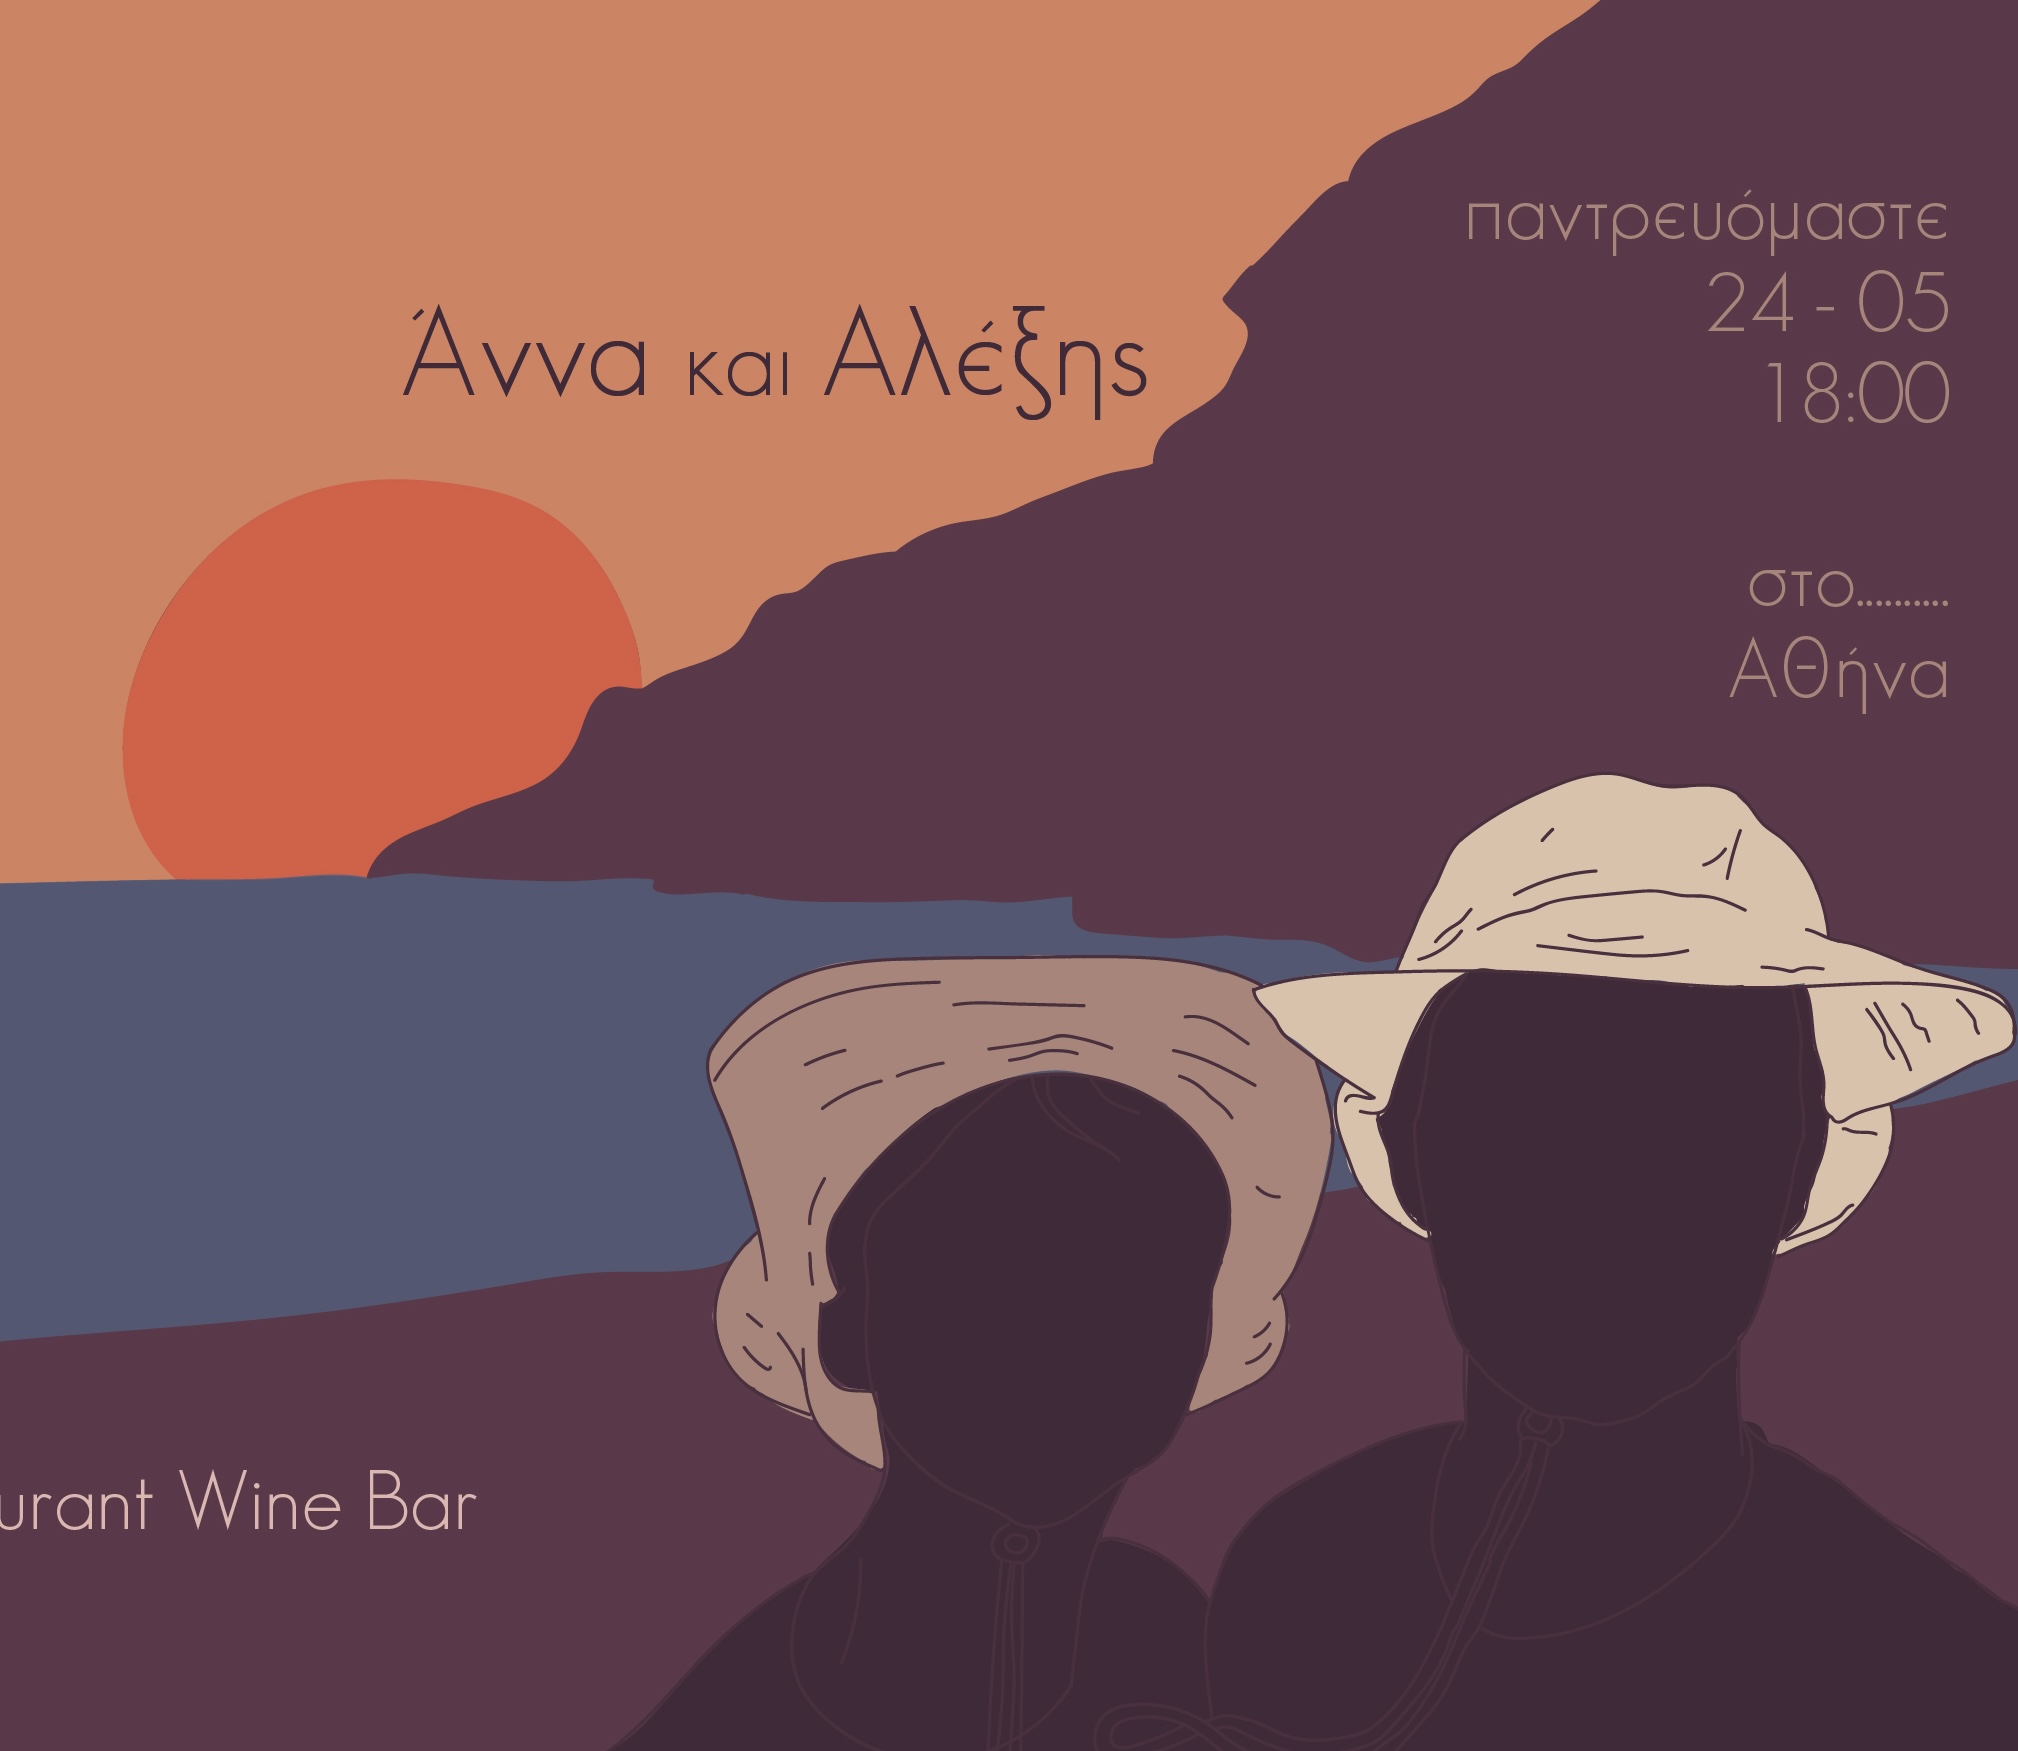 Άννα και Αλέξης
παντρευόμαστε
24 - 05
18:00
στο..........
Αθήνα
urant Wine Bar